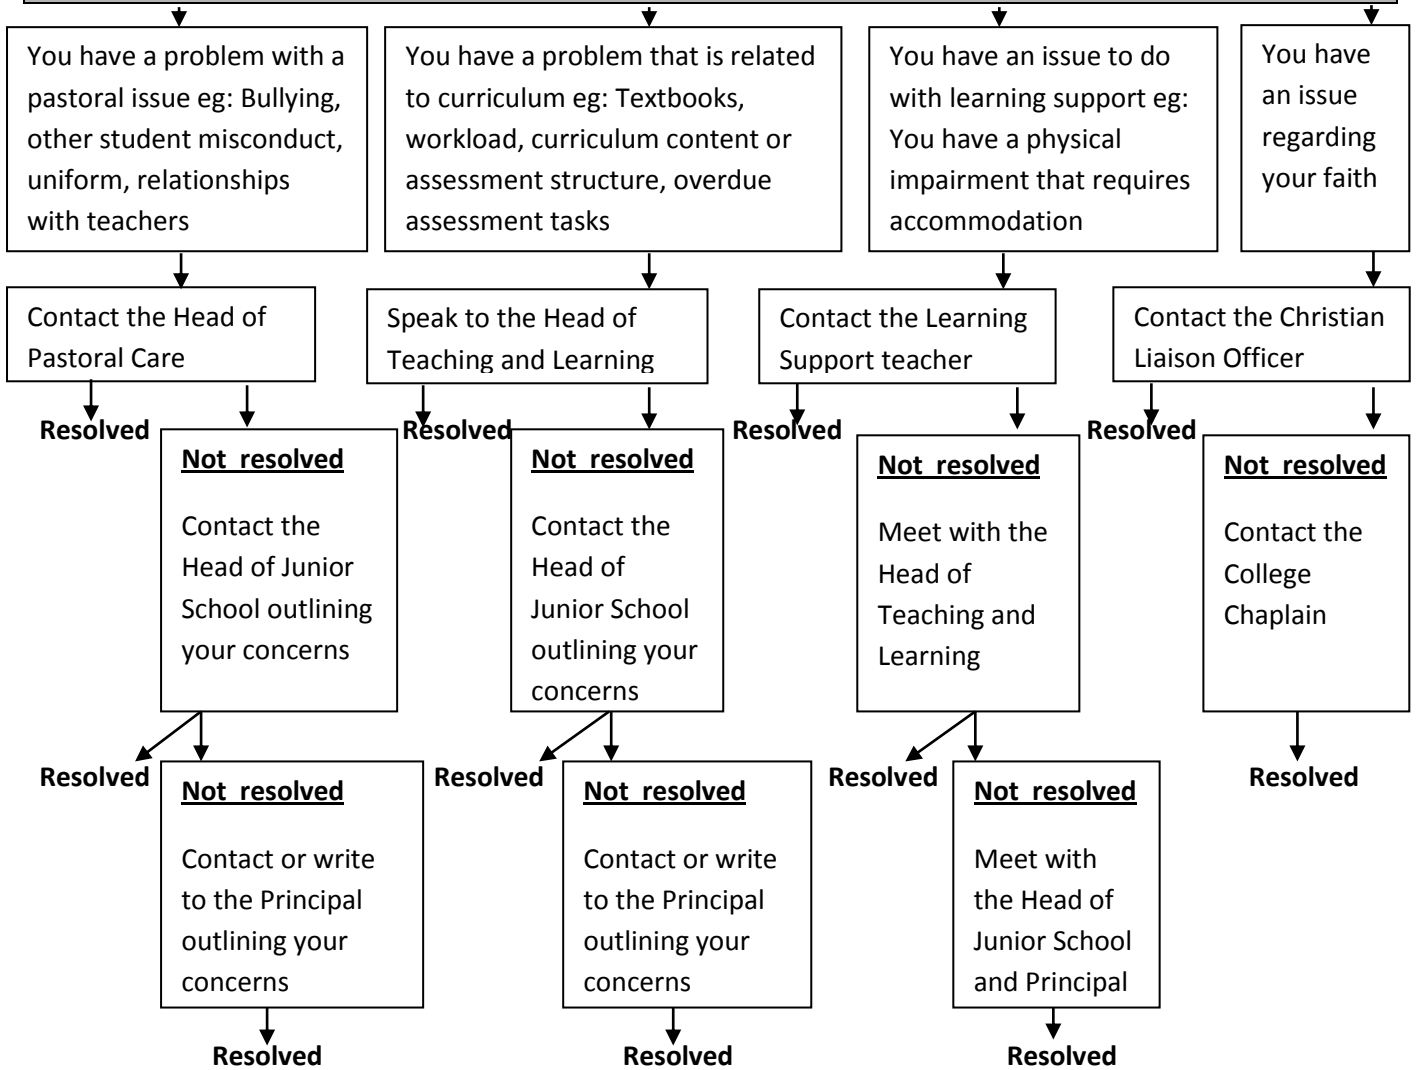 You have a problem with a
pastoral issue eg: Bullying,
other student misconduct,
uniform, relationships
with teachers
You have a problem that is related
to curriculum eg: Textbooks,
workload, curriculum content or
assessment structure, overdue
assessment tasks
You have an issue to do
with learning support eg:
You have a physical
impairment that requires
accommodation
You have
an issue
regarding
your faith
Contact the Head of
Pastoral Care
Speak to the Head of
Teaching and Learning
Contact the Learning
Support teacher
Contact the Christian
Liaison Officer
Resolved
Resolved
Resolved
Resolved
Not resolved
Contact the
Head of Junior
School outlining
your concerns
Not resolved
Contact the
Head of
Junior School
outlining your
concerns
Not resolved
Meet with the
Head of
Teaching and
Learning
Not resolved
Contact the
College
Chaplain
Resolved
Resolved
Resolved
Resolved
Not resolved
Contact or write
to the Principal
outlining your
concerns
Not resolved
Contact or write
to the Principal
outlining your
concerns
Not resolved
Meet with
the Head of
Junior School
and Principal
Resolved
Resolved
Resolved